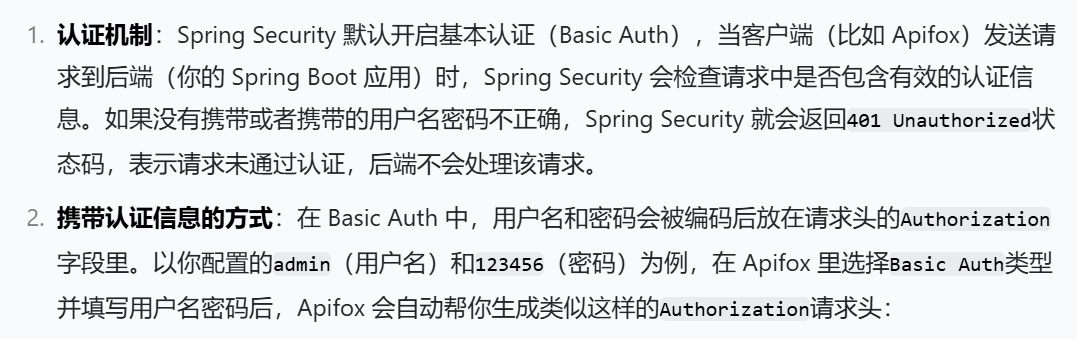 1. 认证机制：Spring Security 默认开启基本认证（Basic Auth），当客户端（比如 Apifox）发送请
求到后端（你的 Spring Boot 应用）时，Spring Security 会检查请求中是否包含有效的认证信
息。如果没有携带或者携带的用户名密码不正确，Spring Security 就会返回401 Unauthorized状
态码，表示请求未通过认证，后端不会处理该请求。
2. 携带认证信息的方式：在 Basic Auth 中，用户名和密码会被编码后放在请求头的Authorization
字段里。以你配置的admin（用户名）和123456（密码）为例，在 Apifox 里选择Basic Auth类型
并填写用户名密码后，Apifox 会自动帮你生成类似这样的Authorization请求头：